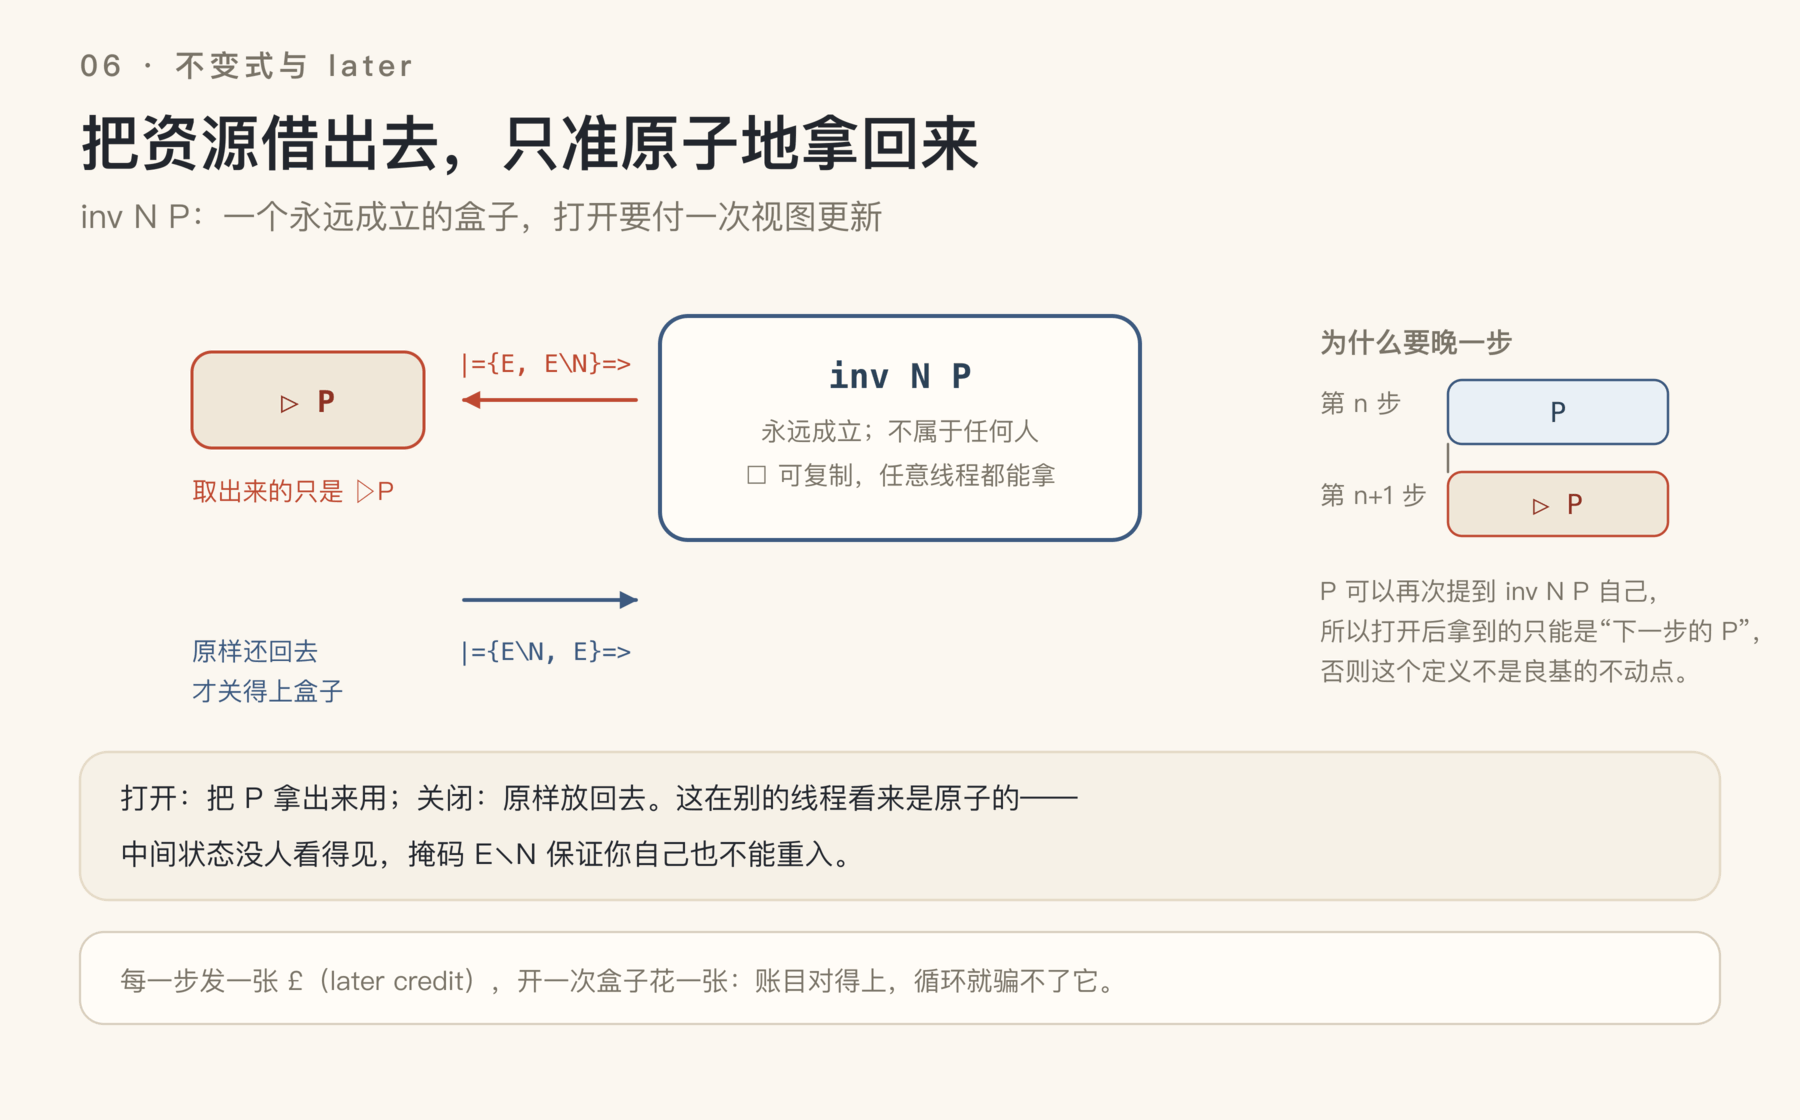 06 · 不变式与 later
把资源借出去，只准原子地拿回来
inv N P：一个永远成立的盒子，打开要付一次视图更新
▷ P
取出来的只是 ▷P
|={E, E\N}=>
inv N P
永远成立；不属于任何人
□ 可复制，任意线程都能拿
原样还回去
才关得上盒子
|={E\N, E}=>
为什么要晚一步
第 n 步
P
第 n+1 步
▷ P
P 可以再次提到 inv N P 自己，
所以打开后拿到的只能是“下一步的 P”，
否则这个定义不是良基的不动点。
打开：把 P 拿出来用；关闭：原样放回去。这在别的线程看来是原子的——
中间状态没人看得见，掩码 E∖N 保证你自己也不能重入。
每一步发一张 £（later credit），开一次盒子花一张：账目对得上，循环就骗不了它。